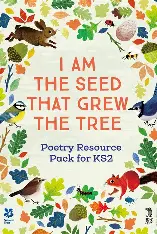 I AM
THE SEED
THAT GREW
THE TREE
Poetry Resource
Pack for KS2